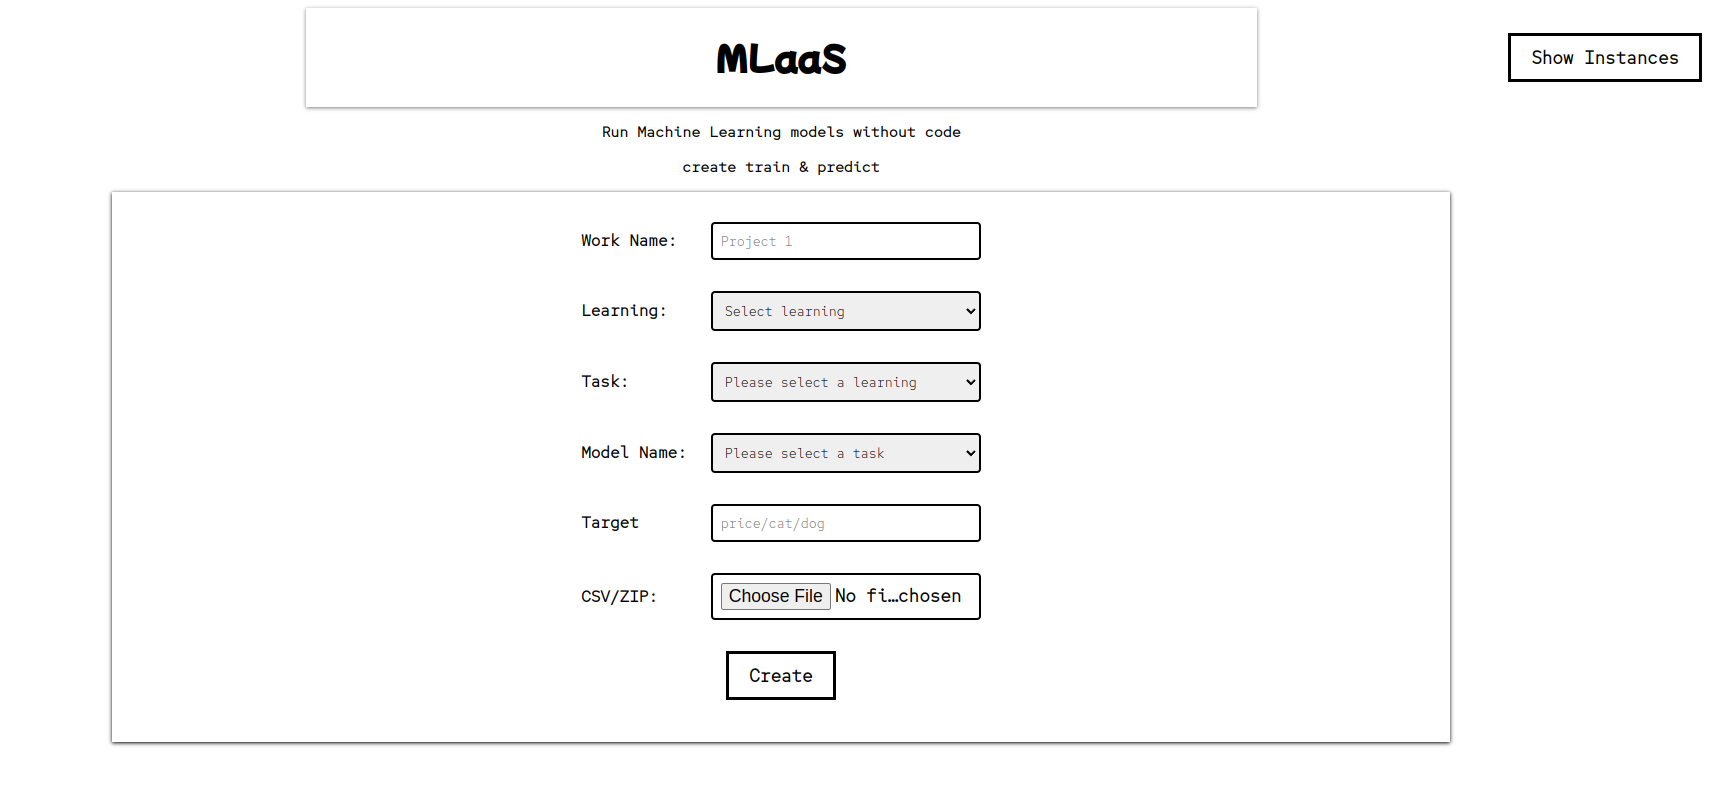 MLaaS
Show Instances
Run Machine Learning models without code
create train & predict
Work Name: Project 1
Learning: Select learning
Task: Please select a learning
Model Name: Please select a task
Target price/cat/dog
CSV/ZIP: Choose File No fi…chosen
Create